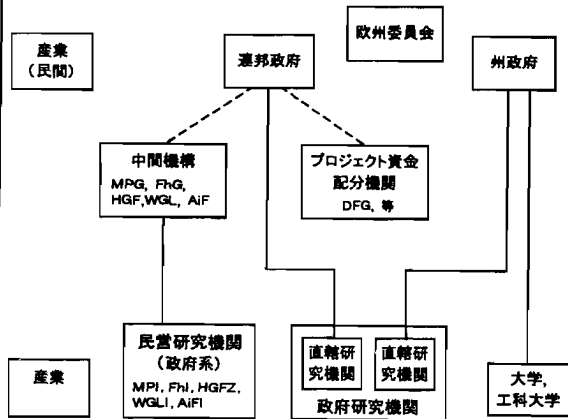 産業
（民間）
連邦政府
欧州委員会
州政府
中間機構
MPG, FhG,
HGF,WGL, AiF
プロジェクト資金
配分機関
DFG, 等
産業
民営研究機関
（政府系）
MPI, FhI, HGFZ,
WGLI, AiFI
直轄研
究機関
直轄研
究機関
政府研究機関
大学,
工科大学